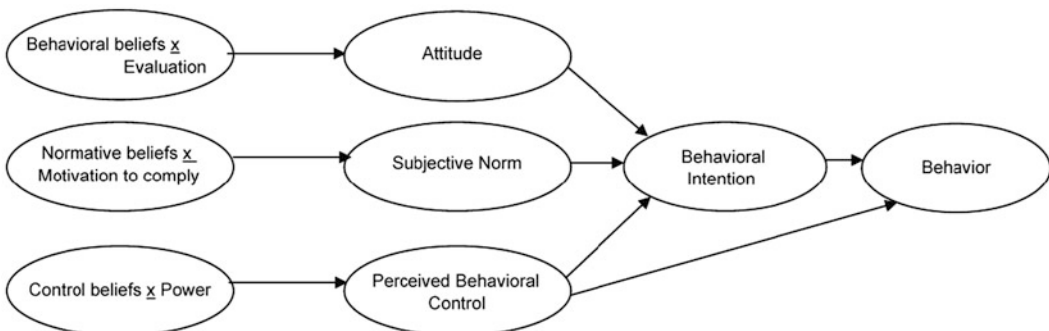 Behavioral beliefs x
Evaluation
Attitude
Normative beliefs x
Motivation to comply
Subjective Norm
Behavioral
Intention
Behavior
Control beliefs x Power
Perceived Behavioral
Control